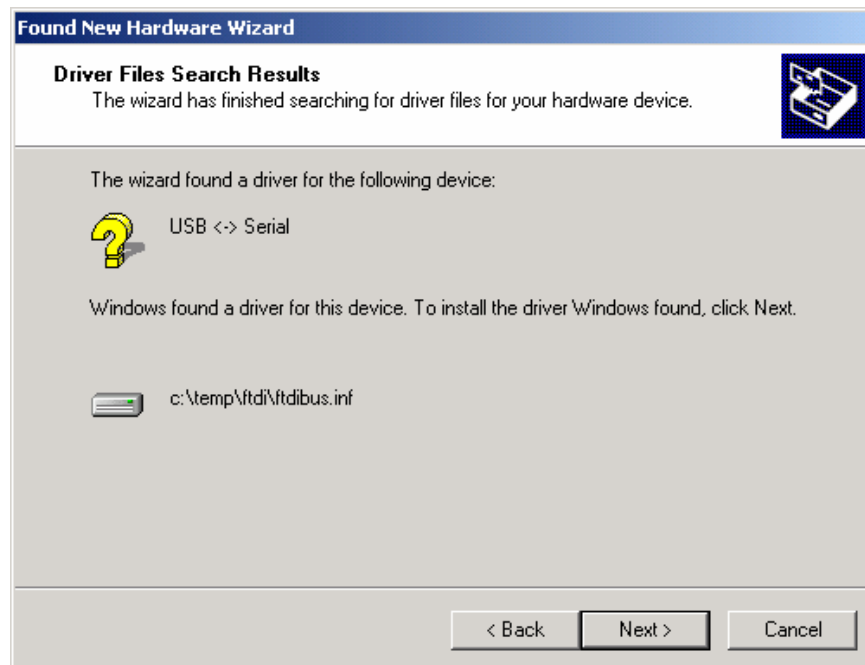 Found New Hardware Wizard
Driver Files Search Results
The wizard has finished searching for driver files for your hardware device.
The wizard found a driver for the following device:
USB <-> Serial
Windows found a driver for this device. To install the driver Windows found, click Next.
c:\temp\ftdi\ftdibus.inf
< Back Next > Cancel